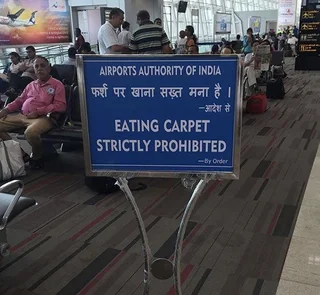 AIRPORTS AUTHORITY OF INDIA
फर्श पर खाना सख़्त मना है ।
—आदेश से
EATING CARPET
STRICTLY PROHIBITED
—By Order